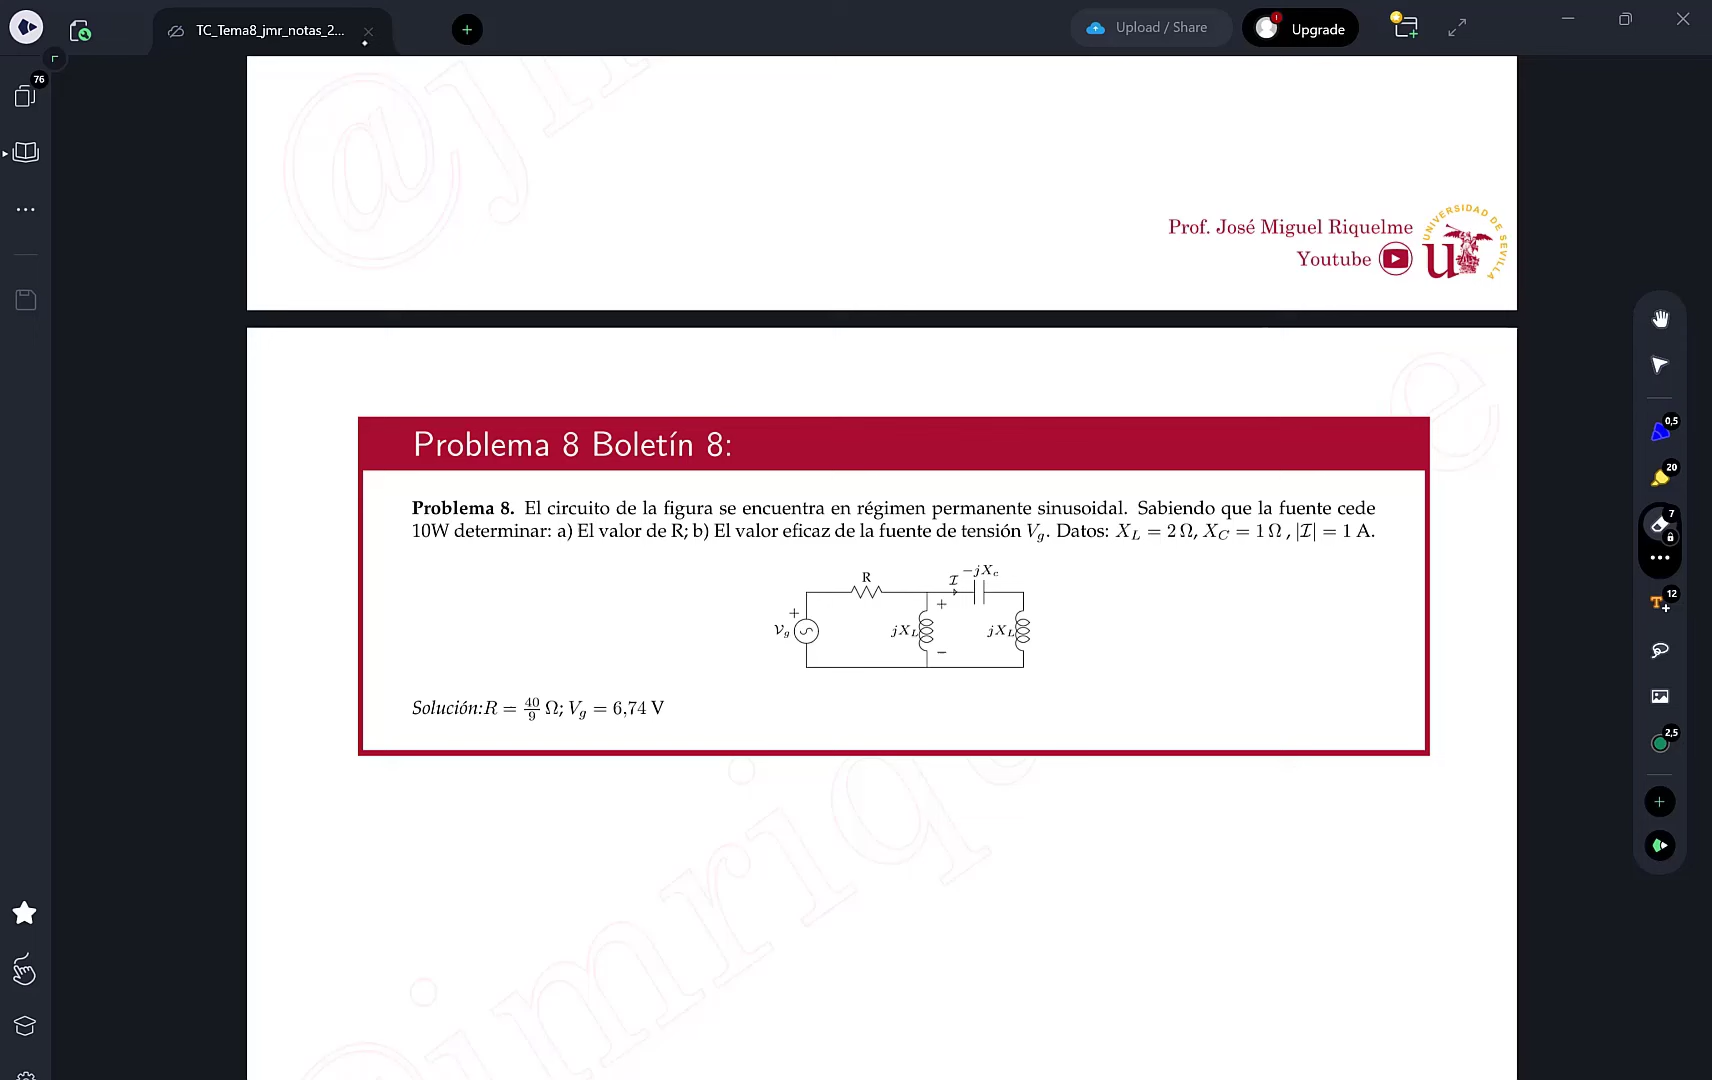 TC_Tema8_jmr_notas_2...
Upload / Share
Upgrade
76
Prof. José Miguel Riquelme
Youtube
UNIVERSIDAD DE SEVILLA
Problema 8 Boletín 8:
Problema 8. El circuito de la figura se encuentra en régimen permanente sinusoidal. Sabiendo que la fuente cede
10W determinar: a) El valor de R; b) El valor eficaz de la fuente de tensión V_g. Datos: X_L = 2 Ω, X_C = 1 Ω , |I| = 1 A.
R
I
−jX_c
+
+
V_g
jX_L
jX_L
−
Solución:R = 40/9 Ω; V_g = 6,74 V
@jmrique
0,5
20
7
12
2,5